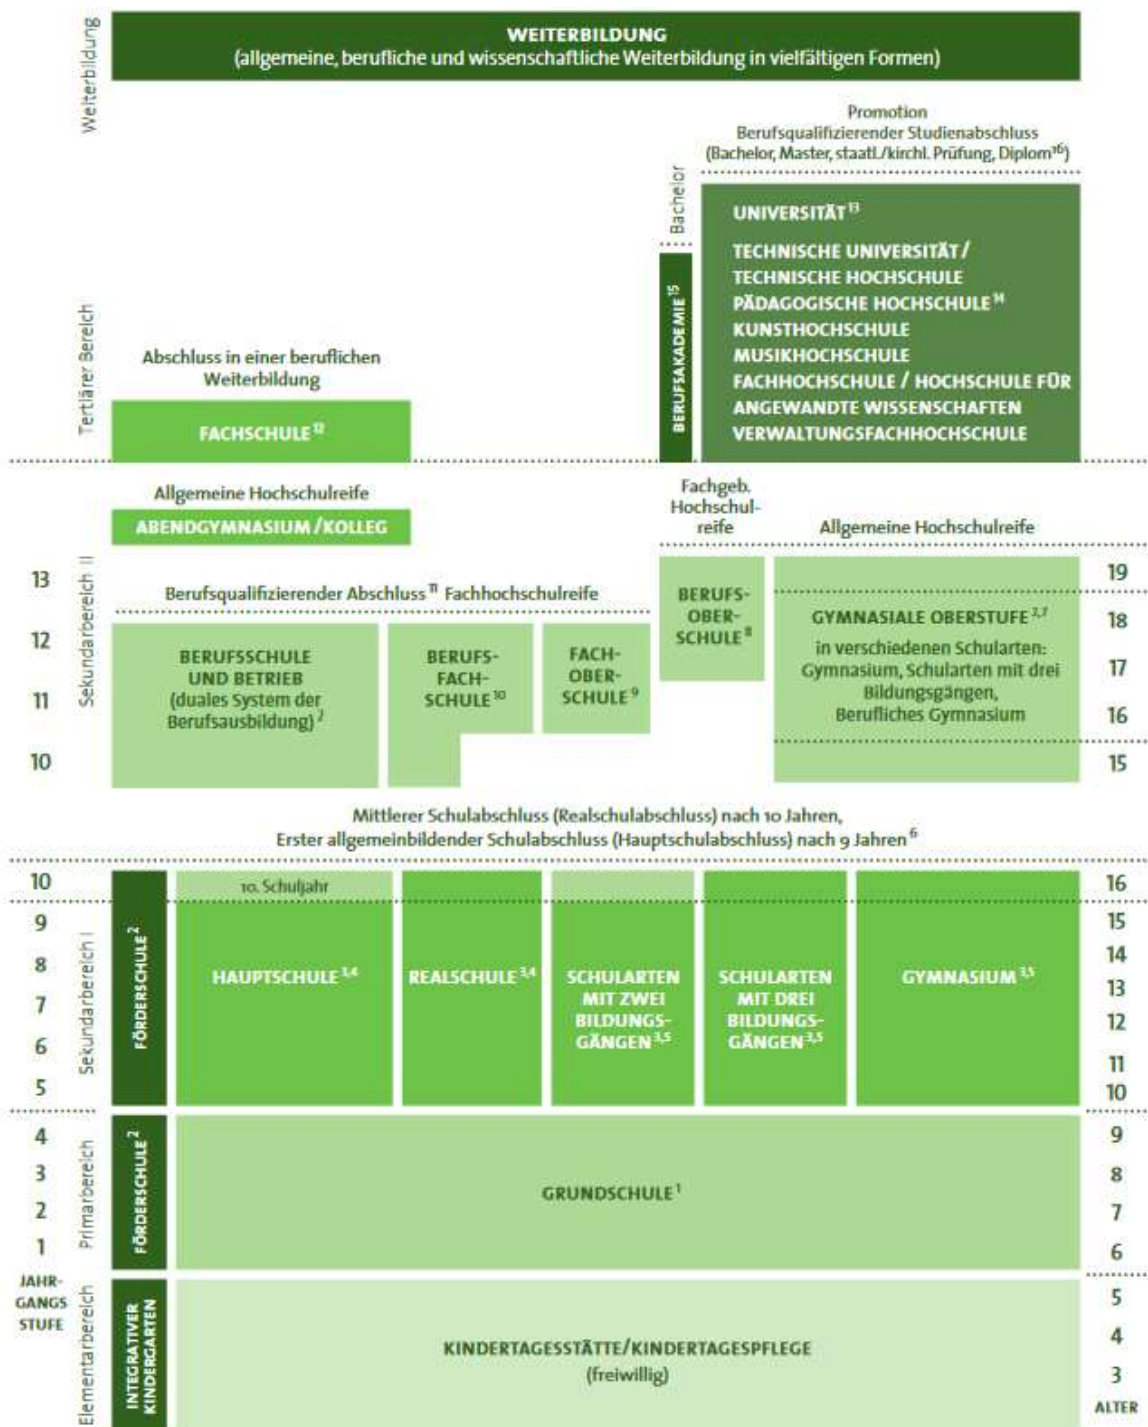 Weiterbildung
WEITERBILDUNG
(allgemeine, berufliche und wissenschaftliche Weiterbildung in vielfältigen Formen)
Promotion
Berufsqualifizierender Studienabschluss
(Bachelor, Master, staatl./kirchl. Prüfung, Diplom¹⁶)
Tertiärer Bereich
Abschluss in einer beruflichen
Weiterbildung
FACHSCHULE¹²
Bachelor
BERUFSAKADEMIE¹⁵
UNIVERSITÄT¹³
TECHNISCHE UNIVERSITÄT /
TECHNISCHE HOCHSCHULE
PÄDAGOGISCHE HOCHSCHULE¹⁴
KUNSTHOCHSCHULE
MUSIKHOCHSCHULE
FACHHOCHSCHULE / HOCHSCHULE FÜR
ANGEWANDTE WISSENSCHAFTEN
VERWALTUNGSFACHHOCHSCHULE
Allgemeine Hochschulreife
ABENDGYMNASIUM /KOLLEG
Fachgeb.
Hochschul-
reife
Allgemeine Hochschulreife
13
12
11
10
Sekundarbereich II
Berufsqualifizierender Abschluss¹¹ Fachhochschulreife
BERUFSSCHULE
UND BETRIEB
(duales System der
Berufsausbildung)²
BERUFS-
FACH-
SCHULE¹⁰
FACH-
OBER-
SCHULE⁹
BERUFS-
OBER-
SCHULE⁸
GYMNASIALE OBERSTUFE²,⁷
in verschiedenen Schularten:
Gymnasium, Schularten mit drei
Bildungsgängen,
Berufliches Gymnasium
19
18
17
16
15
Mittlerer Schulabschluss (Realschulabschluss) nach 10 Jahren,
Erster allgemeinbildender Schulabschluss (Hauptschulabschluss) nach 9 Jahren⁶
10
9
8
7
6
5
Sekundarbereich I
FÖRDERSCHULE²
10. Schuljahr
HAUPTSCHULE³,⁴
REALSCHULE³,⁴
SCHULARTEN
MIT ZWEI
BILDUNGS-
GÄNGEN³,⁵
SCHULARTEN
MIT DREI
BILDUNGS-
GÄNGEN³,⁵
GYMNASIUM³,⁵
16
15
14
13
12
11
10
4
3
2
1
Primarbereich
FÖRDERSCHULE²
GRUNDSCHULE¹
9
8
7
6
JAHR-
GANGS
STUFE
Elementarbereich
INTEGRATIVER
KINDERGARTEN
KINDERTAGESSTÄTTE/KINDERTAGESPFLEGE
(freiwillig)
5
4
3
ALTER